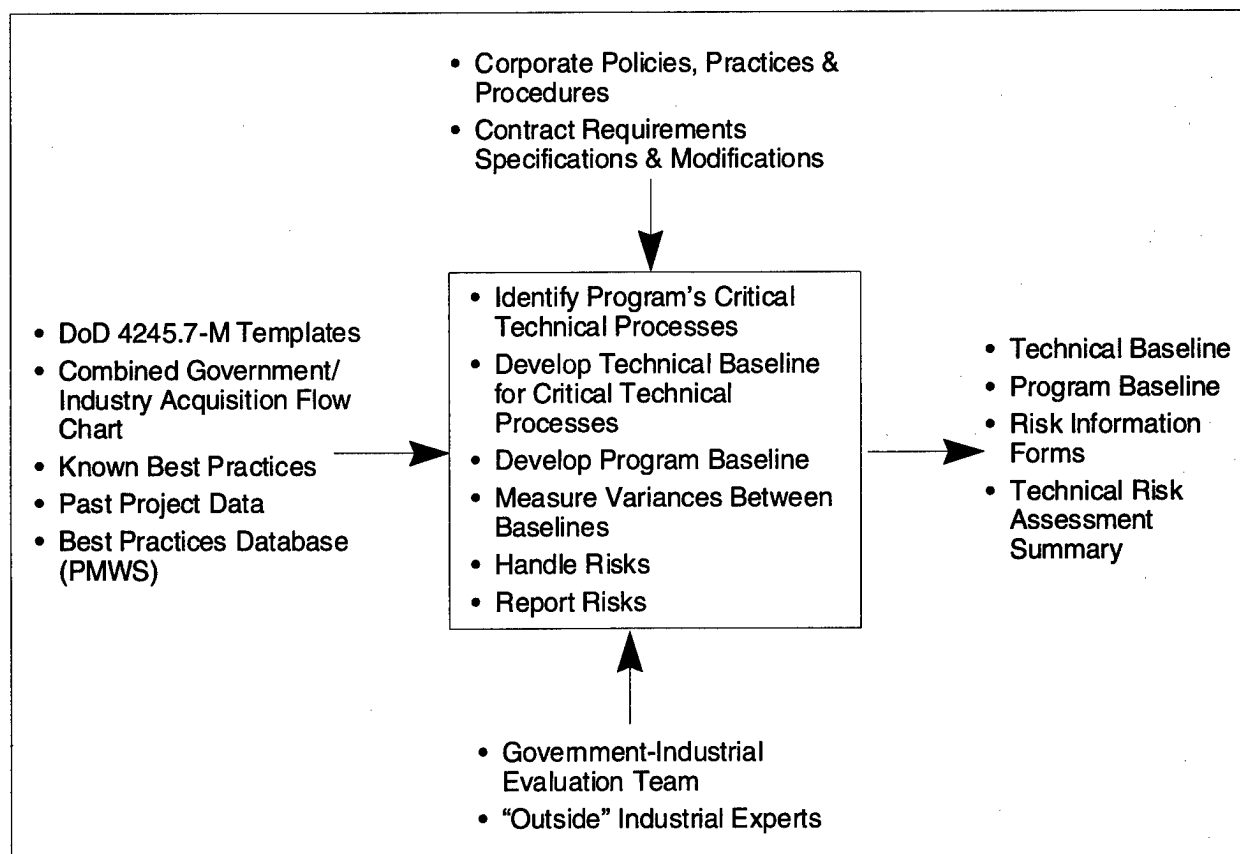 • Corporate Policies, Practices &
Procedures
• Contract Requirements
Specifications & Modifications
• DoD 4245.7-M Templates
• Combined Government/
Industry Acquisition Flow
Chart
• Known Best Practices
• Past Project Data
• Best Practices Database
(PMWS)
• Identify Program's Critical
Technical Processes
• Develop Technical Baseline
for Critical Technical
Processes
• Develop Program Baseline
• Measure Variances Between
Baselines
• Handle Risks
• Report Risks
• Technical Baseline
• Program Baseline
• Risk Information
Forms
• Technical Risk
Assessment
Summary
• Government-Industrial
Evaluation Team
• “Outside” Industrial Experts